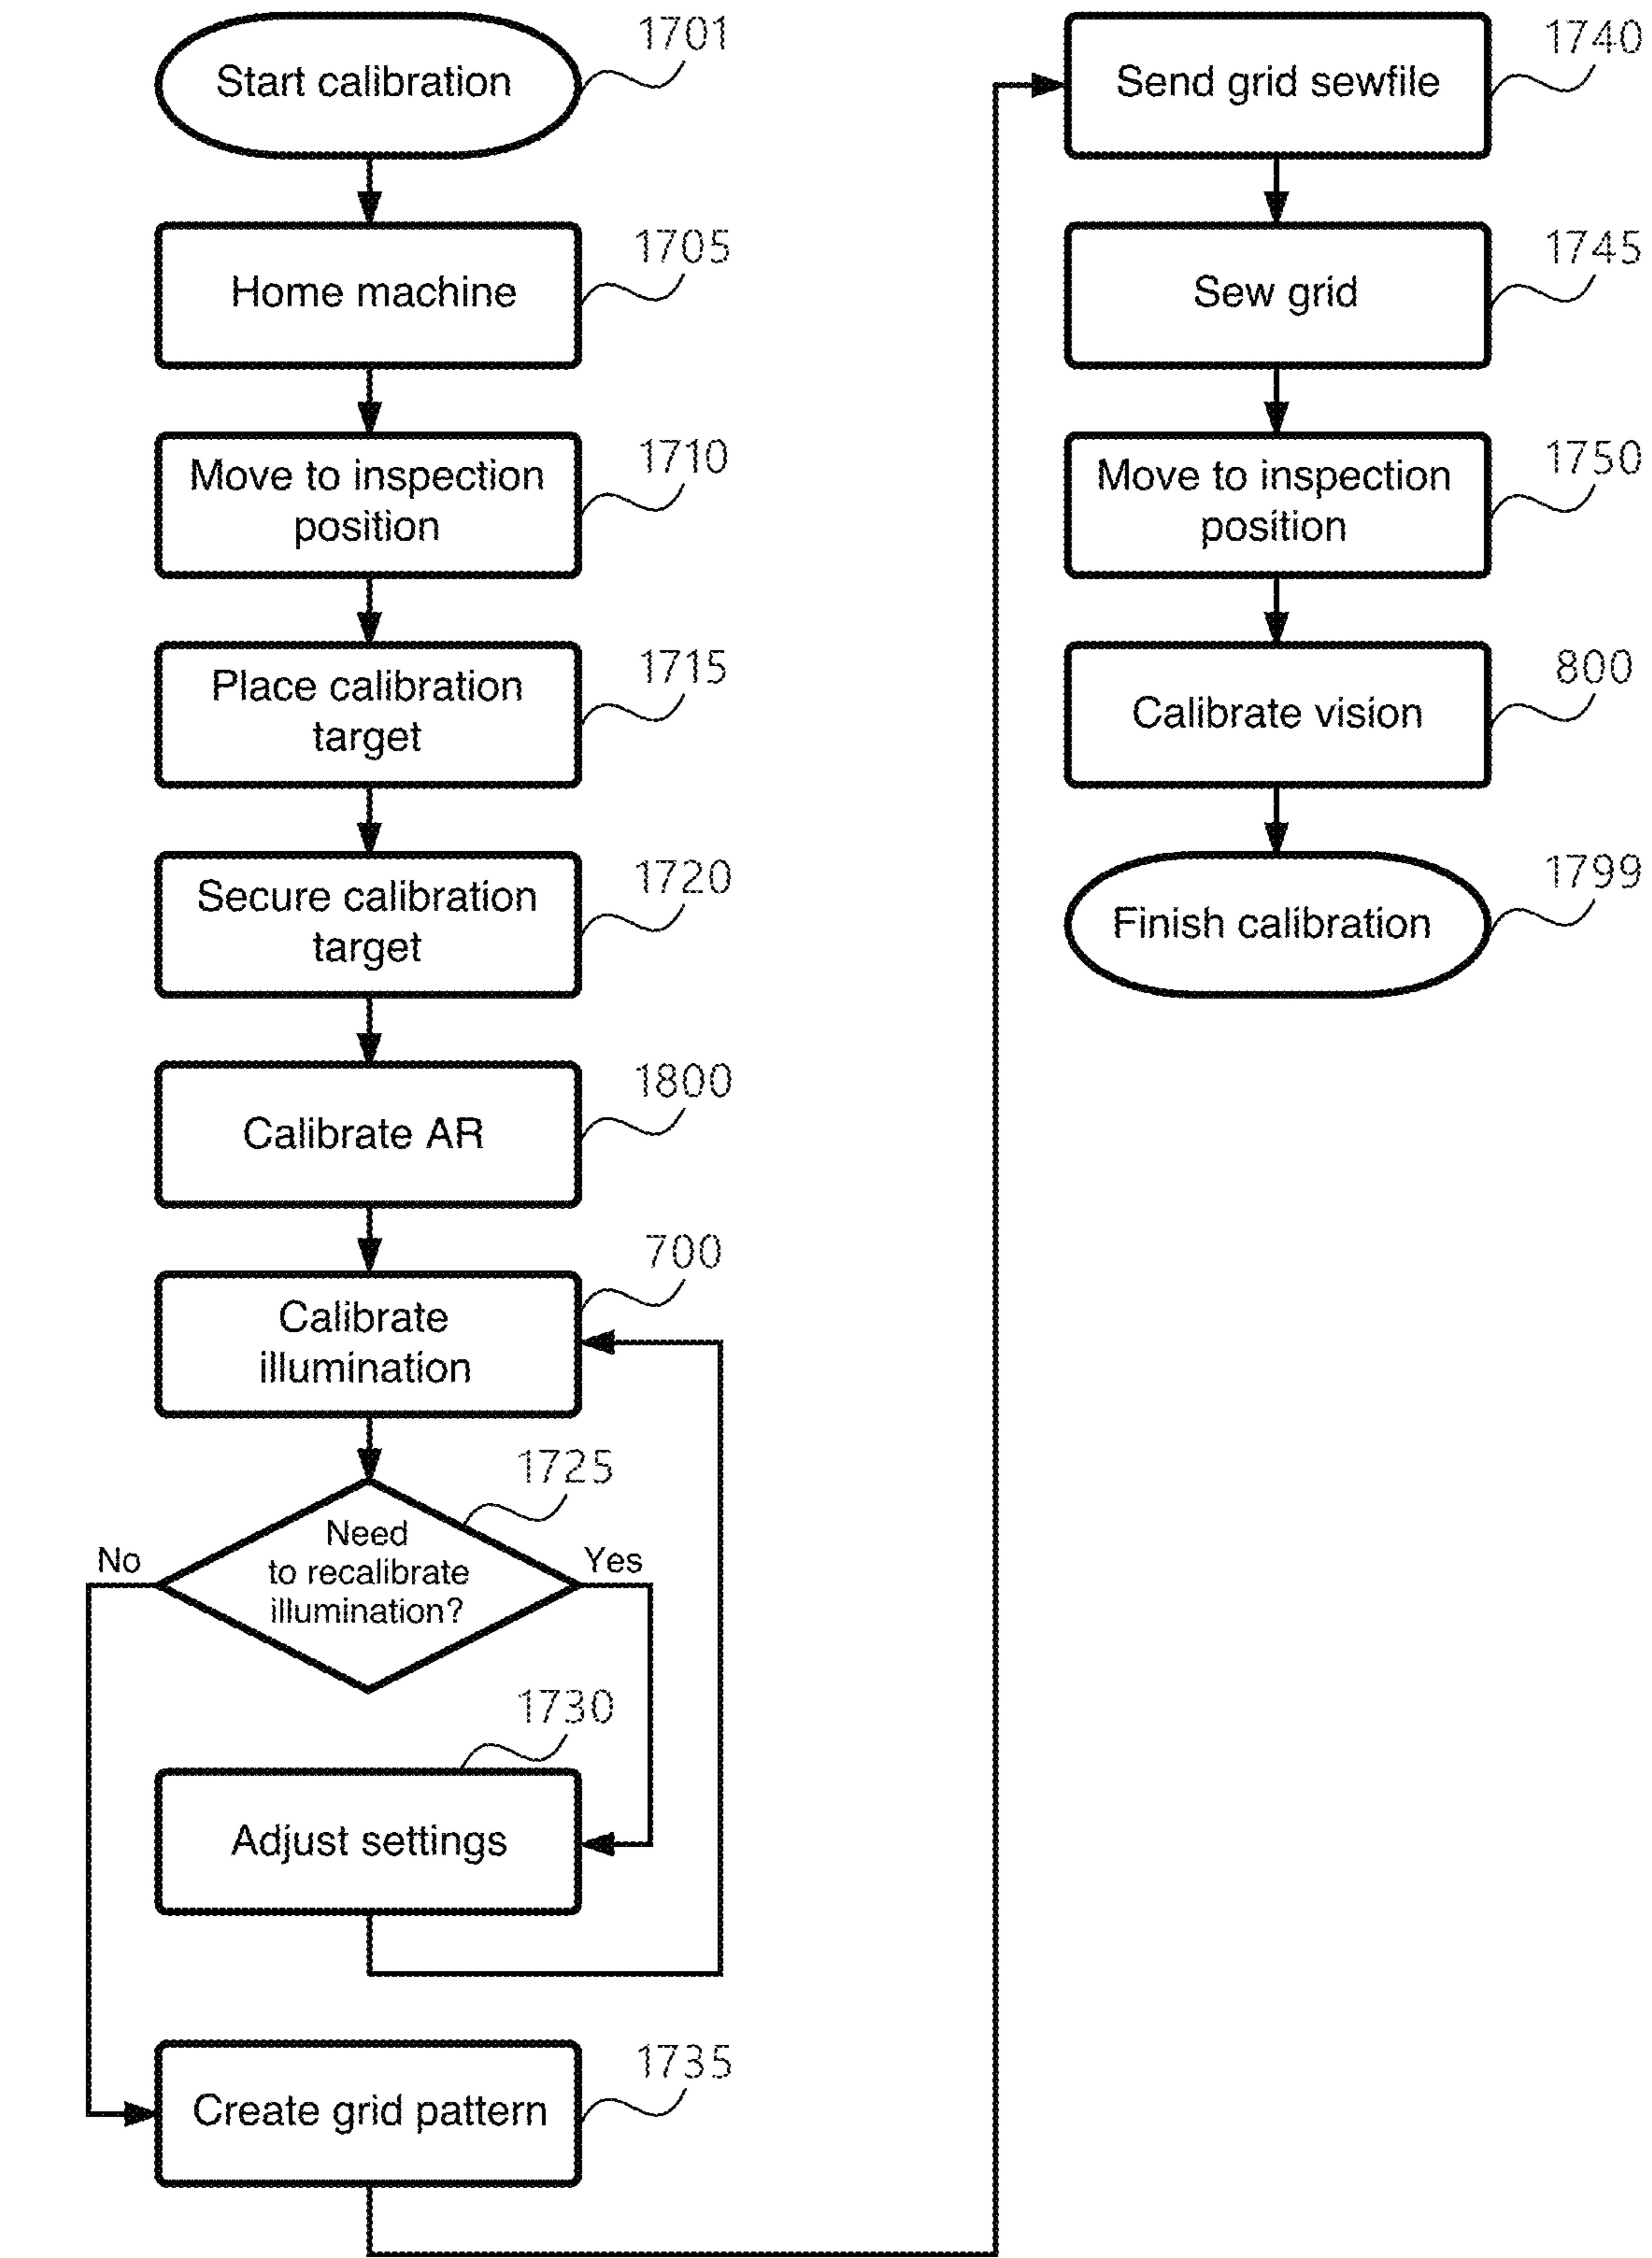 Start calibration
1701
Home machine
1705
Move to inspection
position
1710
Place calibration
target
1715
Secure calibration
target
1720
Calibrate AR
1800
Calibrate
illumination
700
Need
to recalibrate
illumination?
1725
No
Yes
Adjust settings
1730
Create grid pattern
1735
Send grid sewfile
1740
Sew grid
1745
Move to inspection
position
1750
Calibrate vision
800
Finish calibration
1799